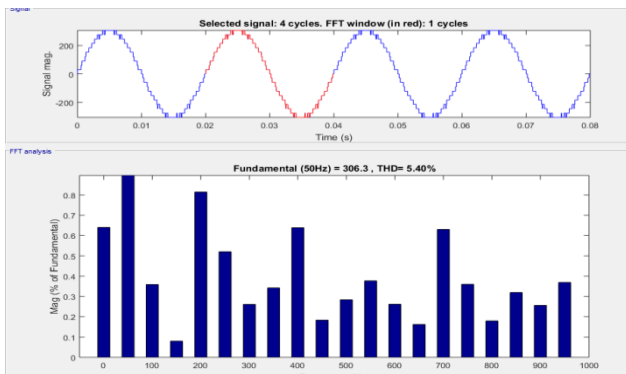 Signal
Selected signal: 4 cycles. FFT window (in red): 1 cycles
Signal mag.
200
0
-200
0 0.01 0.02 0.03 0.04 0.05 0.06 0.07 0.08
Time (s)
FFT analysis
Fundamental (50Hz) = 306.3 , THD= 5.40%
Mag (% of Fundamental)
0.8
0.7
0.6
0.5
0.4
0.3
0.2
0.1
0
0 100 200 300 400 500 600 700 800 900 1000